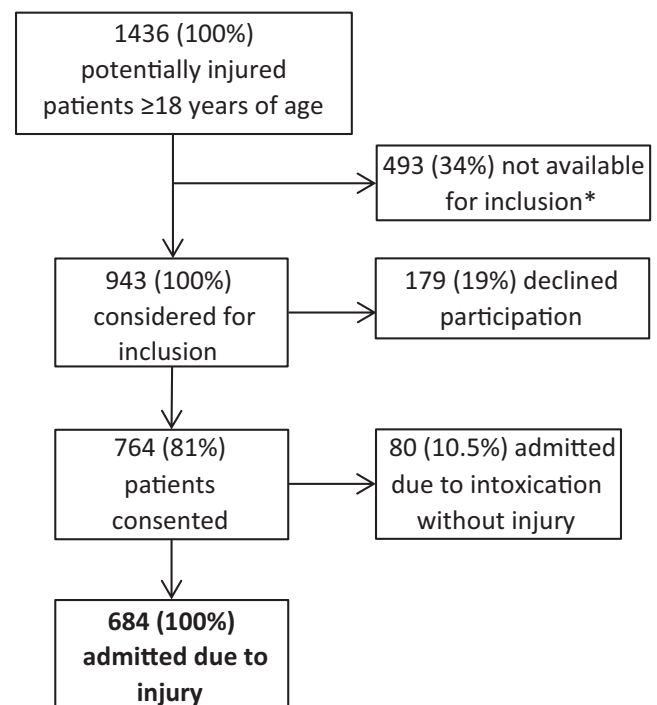 1436 (100%)
potentially injured
patients ≥18 years of age
493 (34%) not available
for inclusion*
943 (100%)
considered for
inclusion
179 (19%) declined
participation
764 (81%)
patients
consented
80 (10.5%) admitted
due to intoxication
without injury
684 (100%)
admitted due to
injury